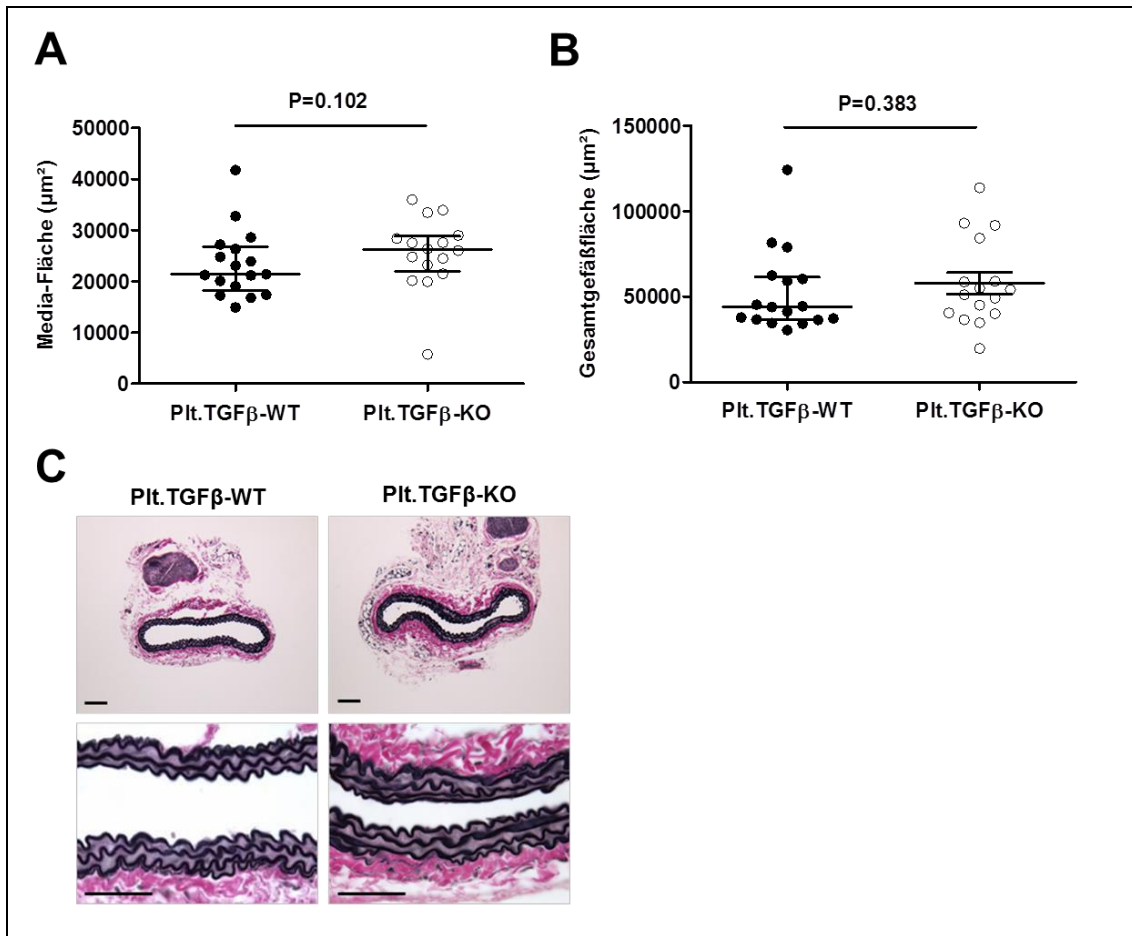 A
P=0.102
Media-Fläche (µm²)
50000
40000
30000
20000
10000
0
Plt.TGFβ-WT
Plt.TGFβ-KO
B
P=0.383
Gesamtgefäßfläche (µm²)
150000
100000
50000
0
Plt.TGFβ-WT
Plt.TGFβ-KO
C
Plt.TGFβ-WT
Plt.TGFβ-KO